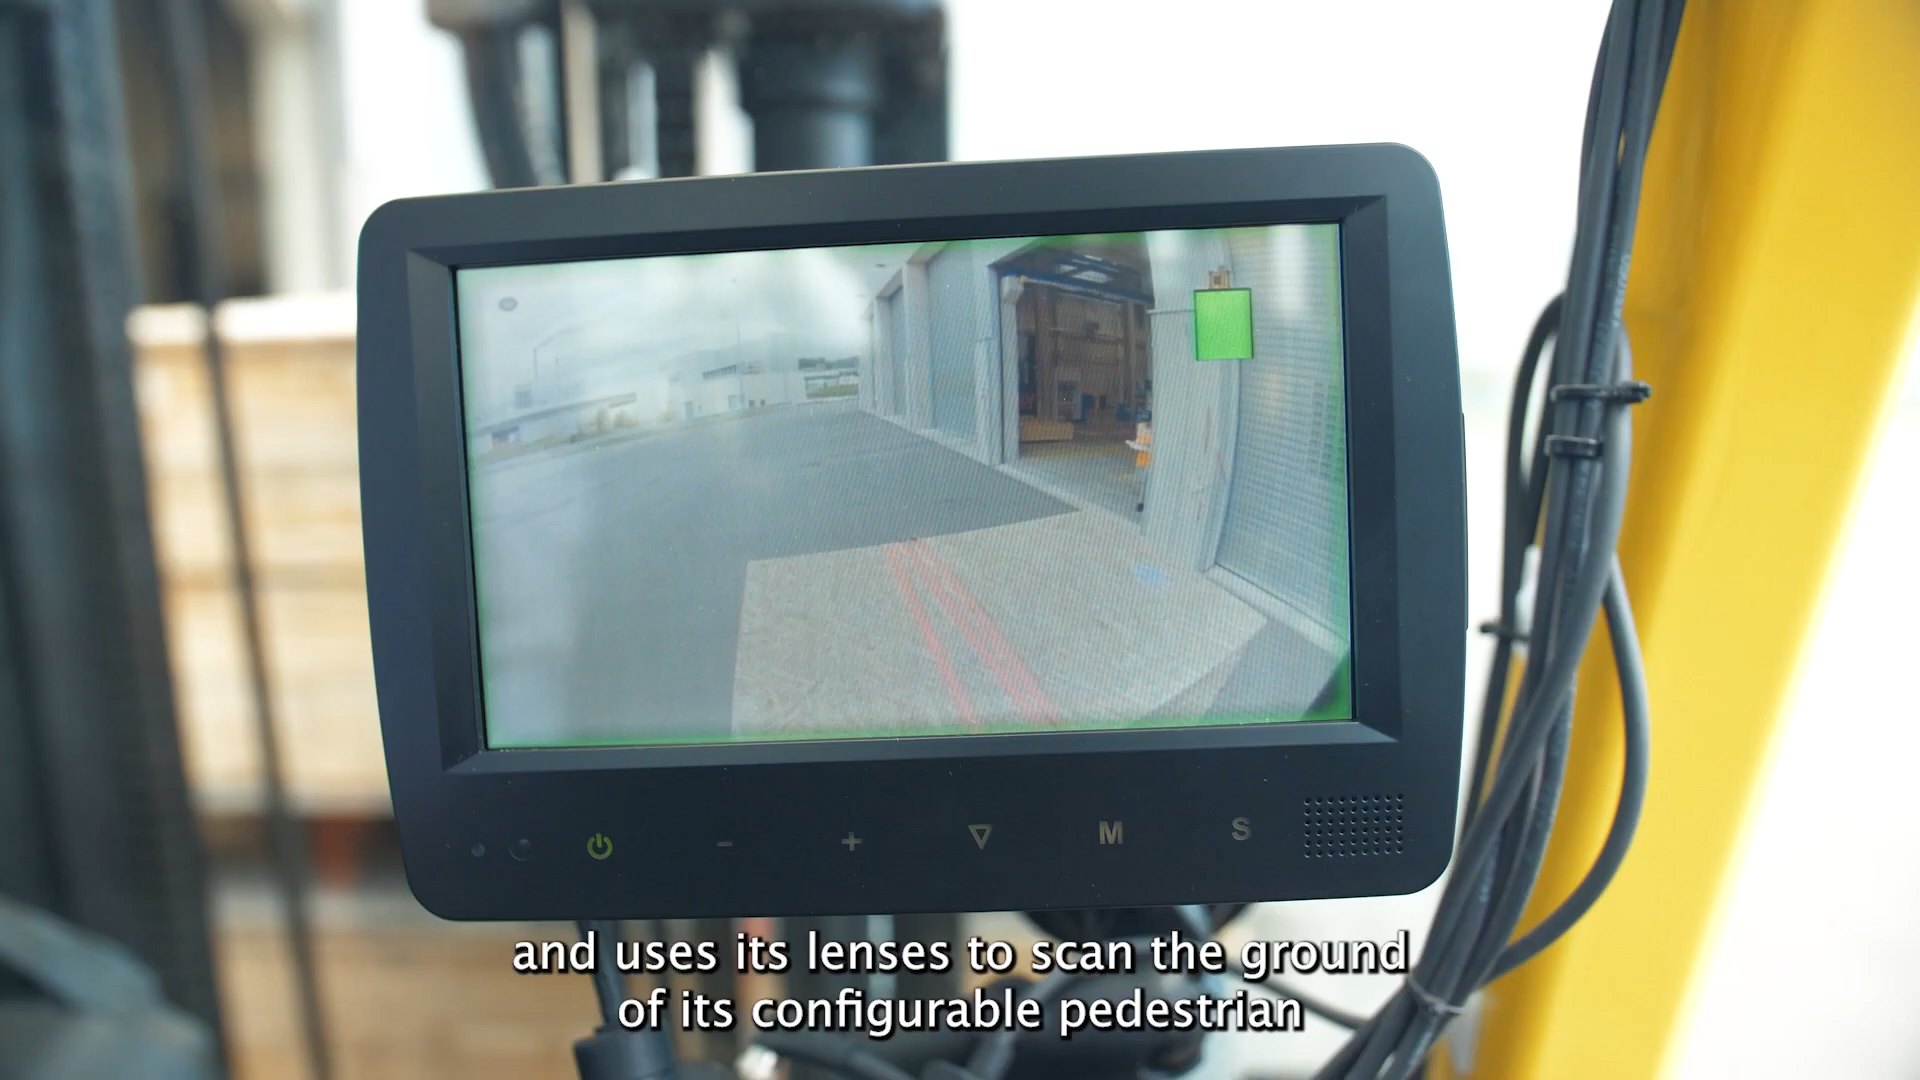 − + ▽ M S
and uses its lenses to scan the ground
of its configurable pedestrian